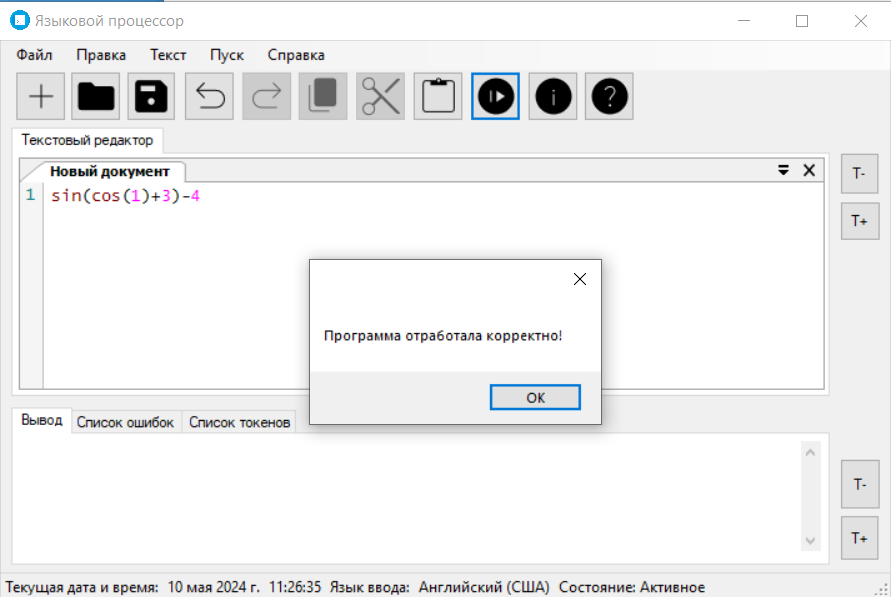 Языковой процессор
Файл Правка Текст Пуск Справка
Текстовый редактор
Новый документ
T-
1 sin(cos(1)+3)-4
T+
Программа отработала корректно!
OK
Вывод Список ошибок Список токенов
T-
T+
Текущая дата и время: 10 мая 2024 г. 11:26:35 Язык ввода: Английский (США) Состояние: Активное